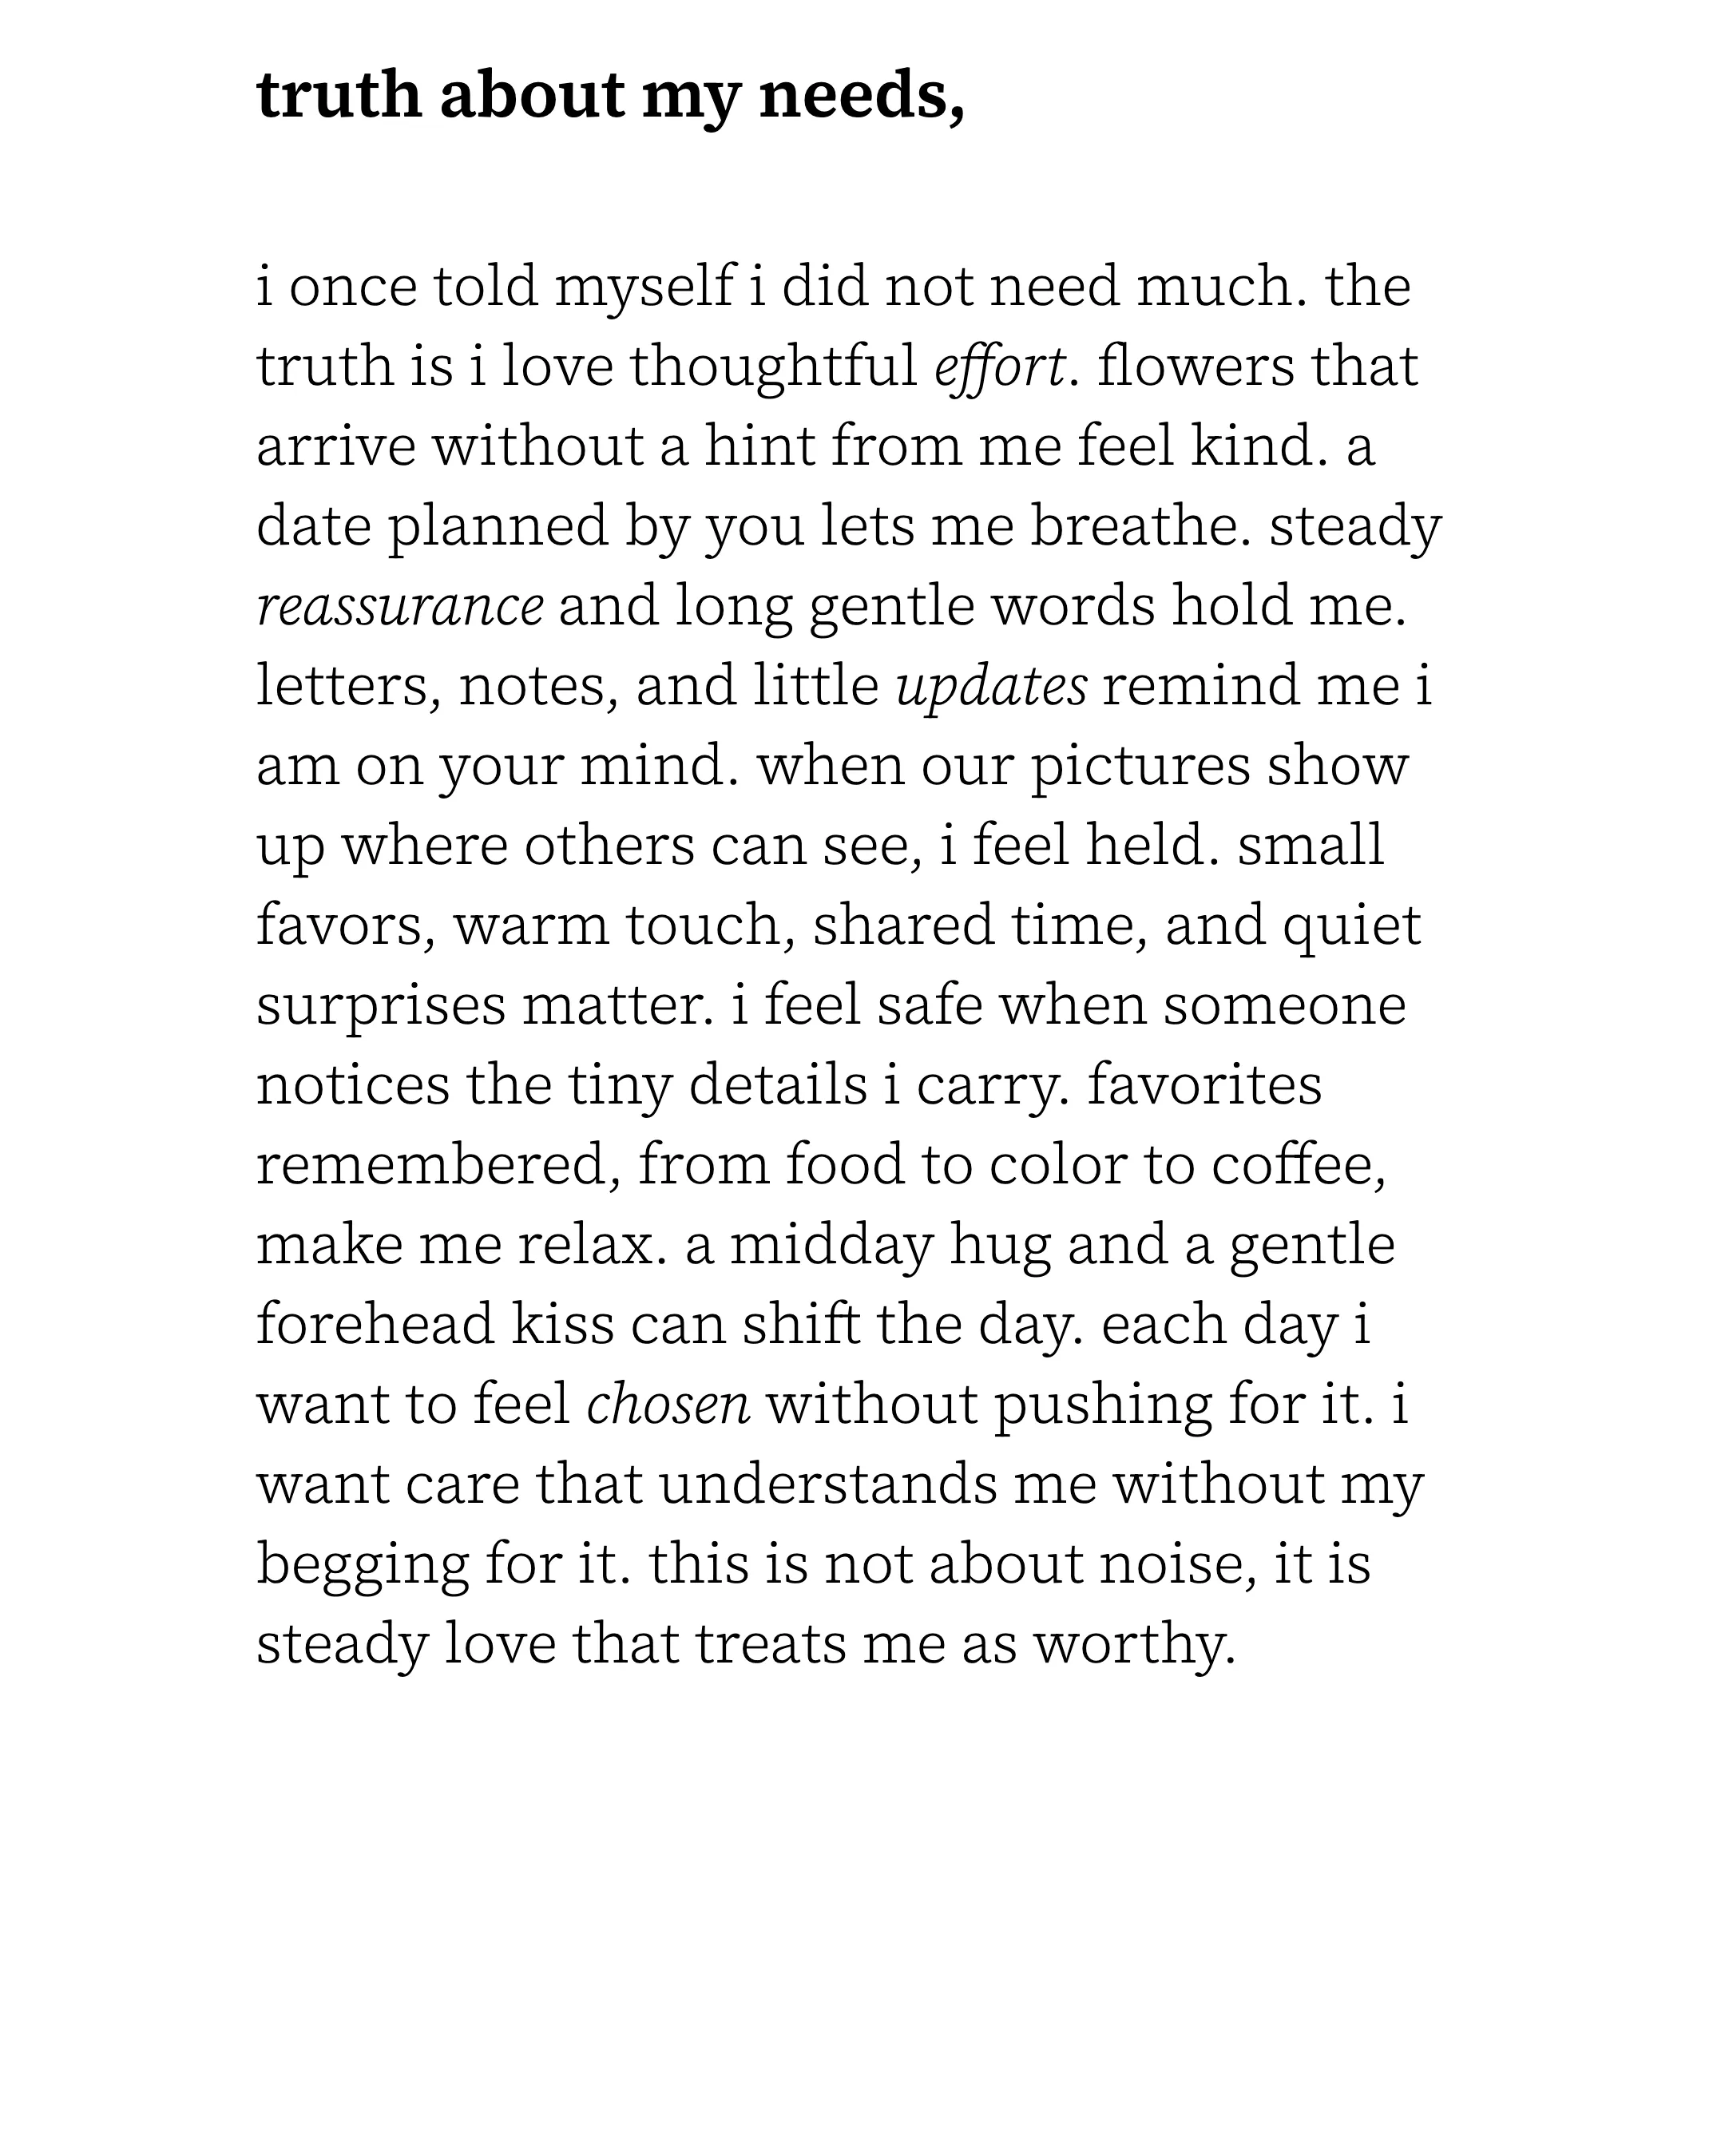 truth about my needs,
i once told myself i did not need much. the
truth is i love thoughtful effort. flowers that
arrive without a hint from me feel kind. a
date planned by you lets me breathe. steady
reassurance and long gentle words hold me.
letters, notes, and little updates remind me i
am on your mind. when our pictures show
up where others can see, i feel held. small
favors, warm touch, shared time, and quiet
surprises matter. i feel safe when someone
notices the tiny details i carry. favorites
remembered, from food to color to coffee,
make me relax. a midday hug and a gentle
forehead kiss can shift the day. each day i
want to feel chosen without pushing for it. i
want care that understands me without my
begging for it. this is not about noise, it is
steady love that treats me as worthy.